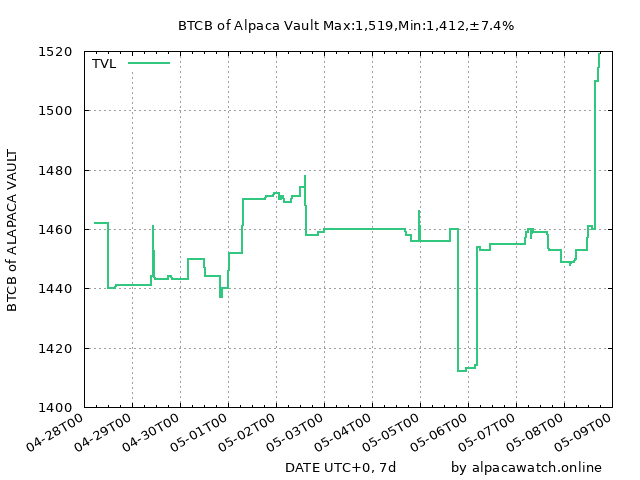 BTCB of Alpaca Vault Max:1,519,Min:1,412,±7.4%
TVL
1520
1500
1480
1460
1440
1420
1400
BTCB of ALAPACA VAULT
04-28T00
04-29T00
04-30T00
05-01T00
05-02T00
05-03T00
05-04T00
05-05T00
05-06T00
05-07T00
05-08T00
05-09T00
DATE UTC+0, 7d
by alpacawatch.online